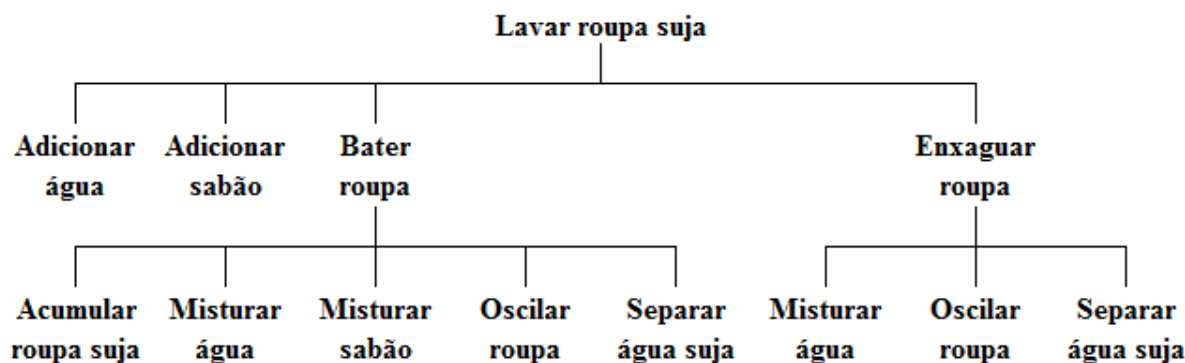 Lavar roupa suja
Adicionar água
Adicionar sabão
Bater roupa
Enxaguar roupa
Acumular roupa suja
Misturar água
Misturar sabão
Oscilar roupa
Separar água suja
Misturar água
Oscilar roupa
Separar água suja